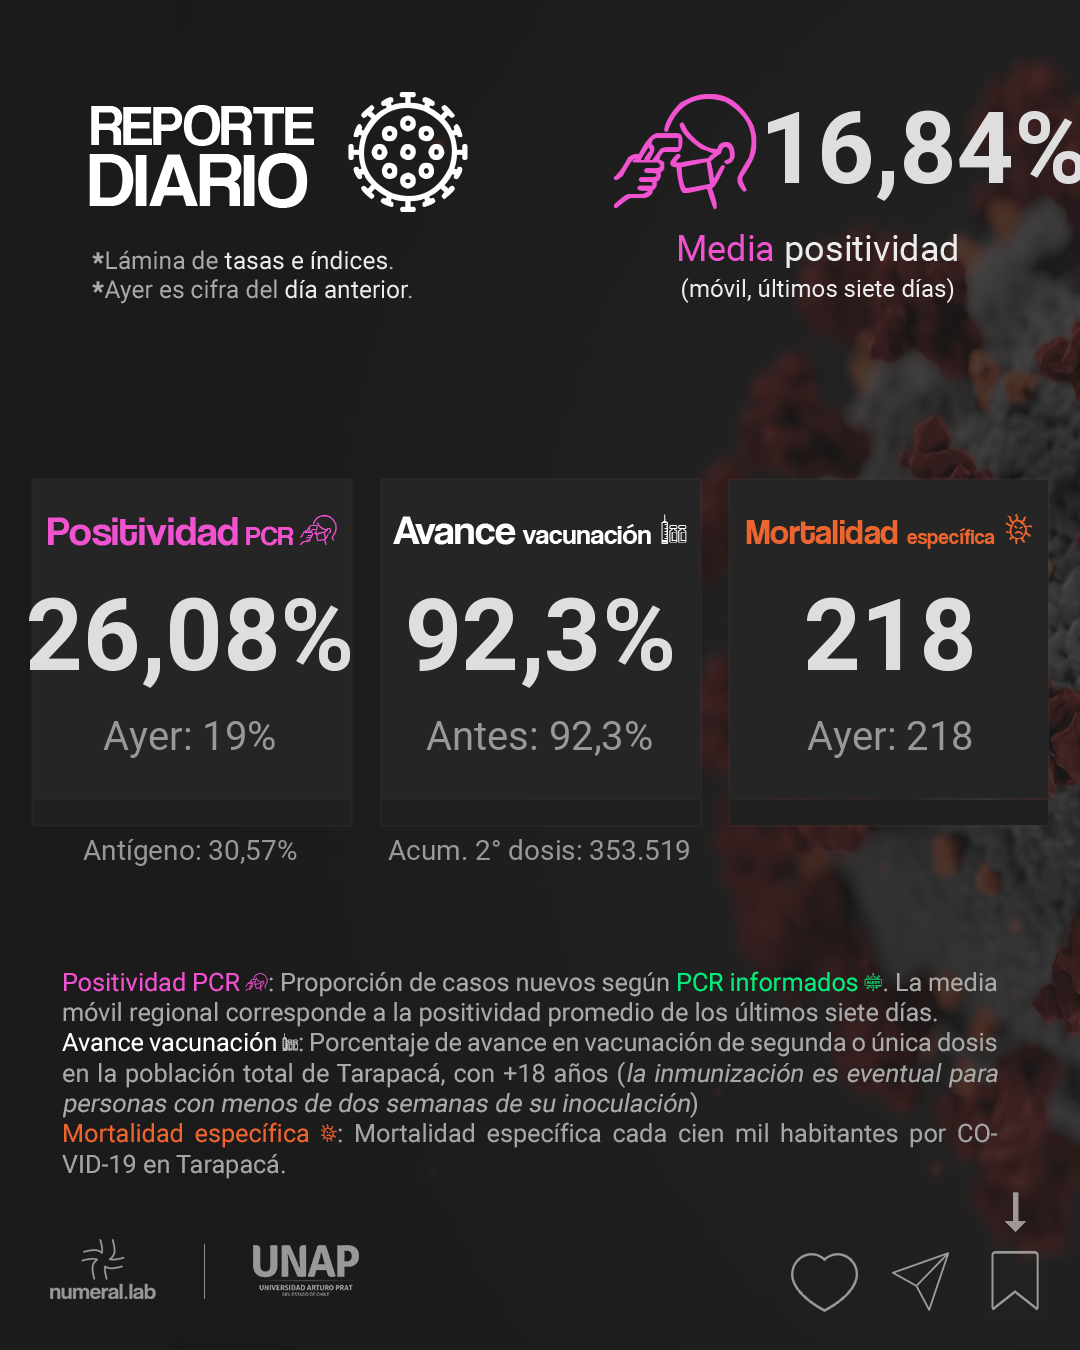 REPORTE
DIARIO
*Lámina de tasas e índices.
*Ayer es cifra del día anterior.
16,84%
Media positividad
(móvil, últimos siete días)
Positividad PCR
26,08%
Ayer: 19%
Antígeno: 30,57%
Avance vacunación
92,3%
Antes: 92,3%
Acum. 2° dosis: 353.519
Mortalidad específica
218
Ayer: 218
Positividad PCR : Proporción de casos nuevos según PCR informados . La media
móvil regional corresponde a la positividad promedio de los últimos siete días.
Avance vacunación : Porcentaje de avance en vacunación de segunda o única dosis
en la población total de Tarapacá, con +18 años (la inmunización es eventual para
personas con menos de dos semanas de su inoculación)
Mortalidad específica : Mortalidad específica cada cien mil habitantes por CO-
VID-19 en Tarapacá.
numeral.lab
UNAP
UNIVERSIDAD ARTURO PRAT
DEL ESTADO DE CHILE